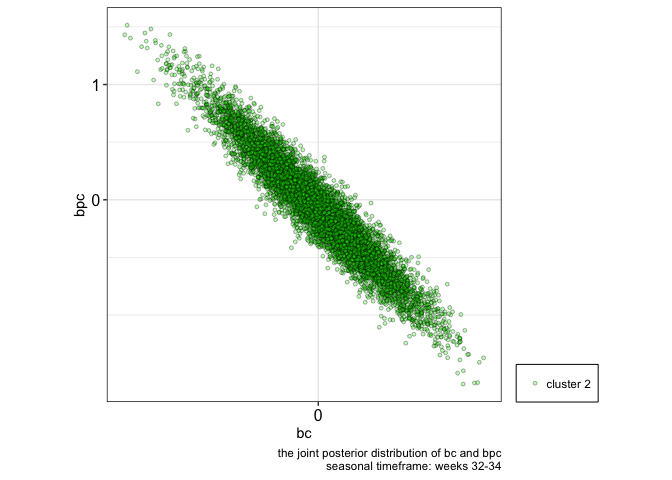 1
0
bpc
0
bc
cluster 2
the joint posterior distribution of bc and bpc
seasonal timeframe: weeks 32-34